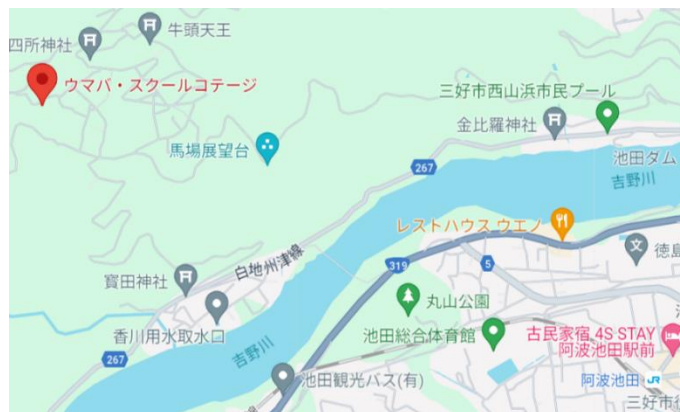 牛頭天王
四所神社
ウマバ・スクールコテージ
三好市西山浜市民プール
金比羅神社
馬場展望台
池田ダム
267
吉野川
レストハウス ウエノ
白地州津線
319
5
徳島
寳田神社
丸山公園
香川用水取水口
池田総合体育館
古民家宿 4S STAY
阿波池田駅前
吉野川
267
池田観光バス(有)
阿波池田
JR
三好市役